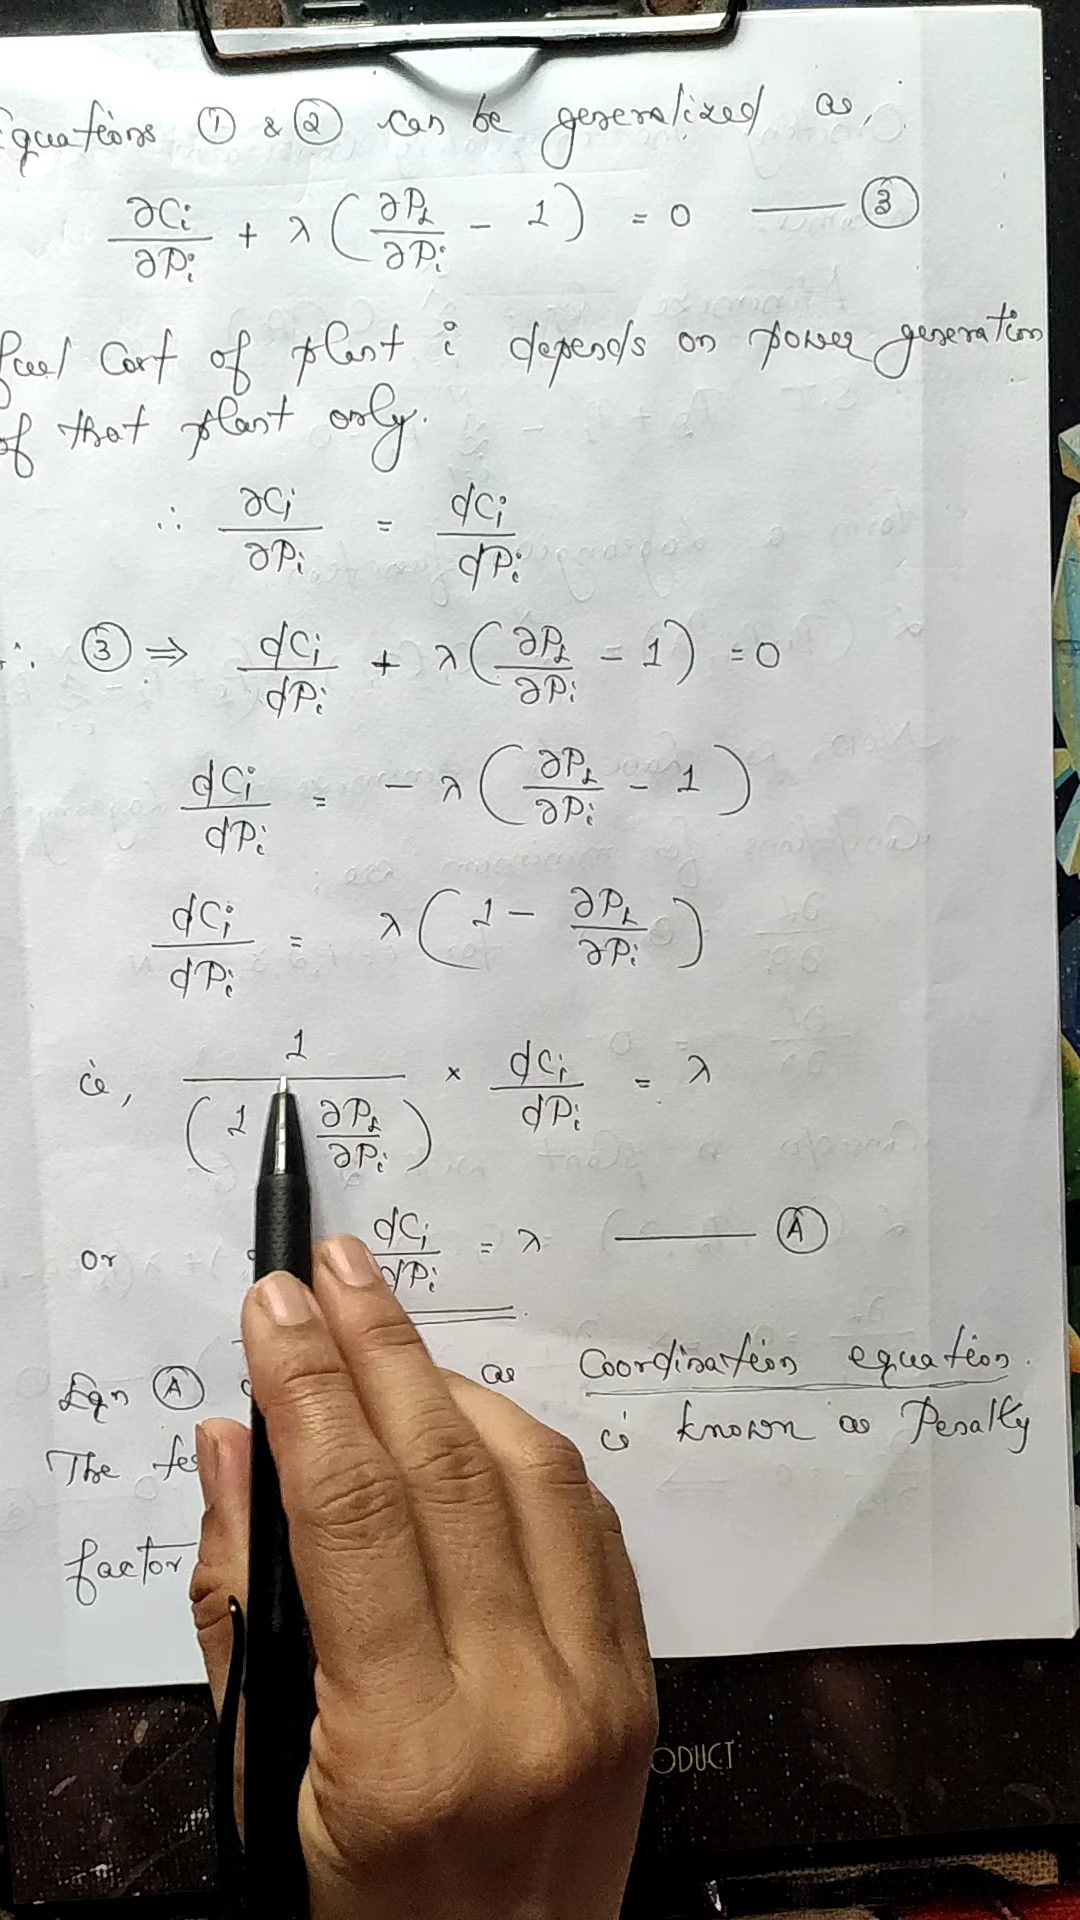 Equations ① & ② can be generalized as,
∂Ci/∂Pi + λ ( ∂PL/∂Pi - 1 ) = 0 —— ③
fuel Cost of plant i depends on power generation
of that plant only.
∴ ∂Ci/∂Pi = dCi/dPi
∴ ③ ⇒ dCi/dPi + λ ( ∂PL/∂Pi - 1 ) = 0
dCi/dPi = - λ ( ∂PL/∂Pi - 1 )
dCi/dPi = λ ( 1 - ∂PL/∂Pi )
ie, 1/( 1 ∂PL/∂Pi ) × dCi/dPi = λ
or dCi/dPi = λ —— Ⓐ
Eqn Ⓐ as Coordination equation.
The is known as Penalty
factor
ODUCT